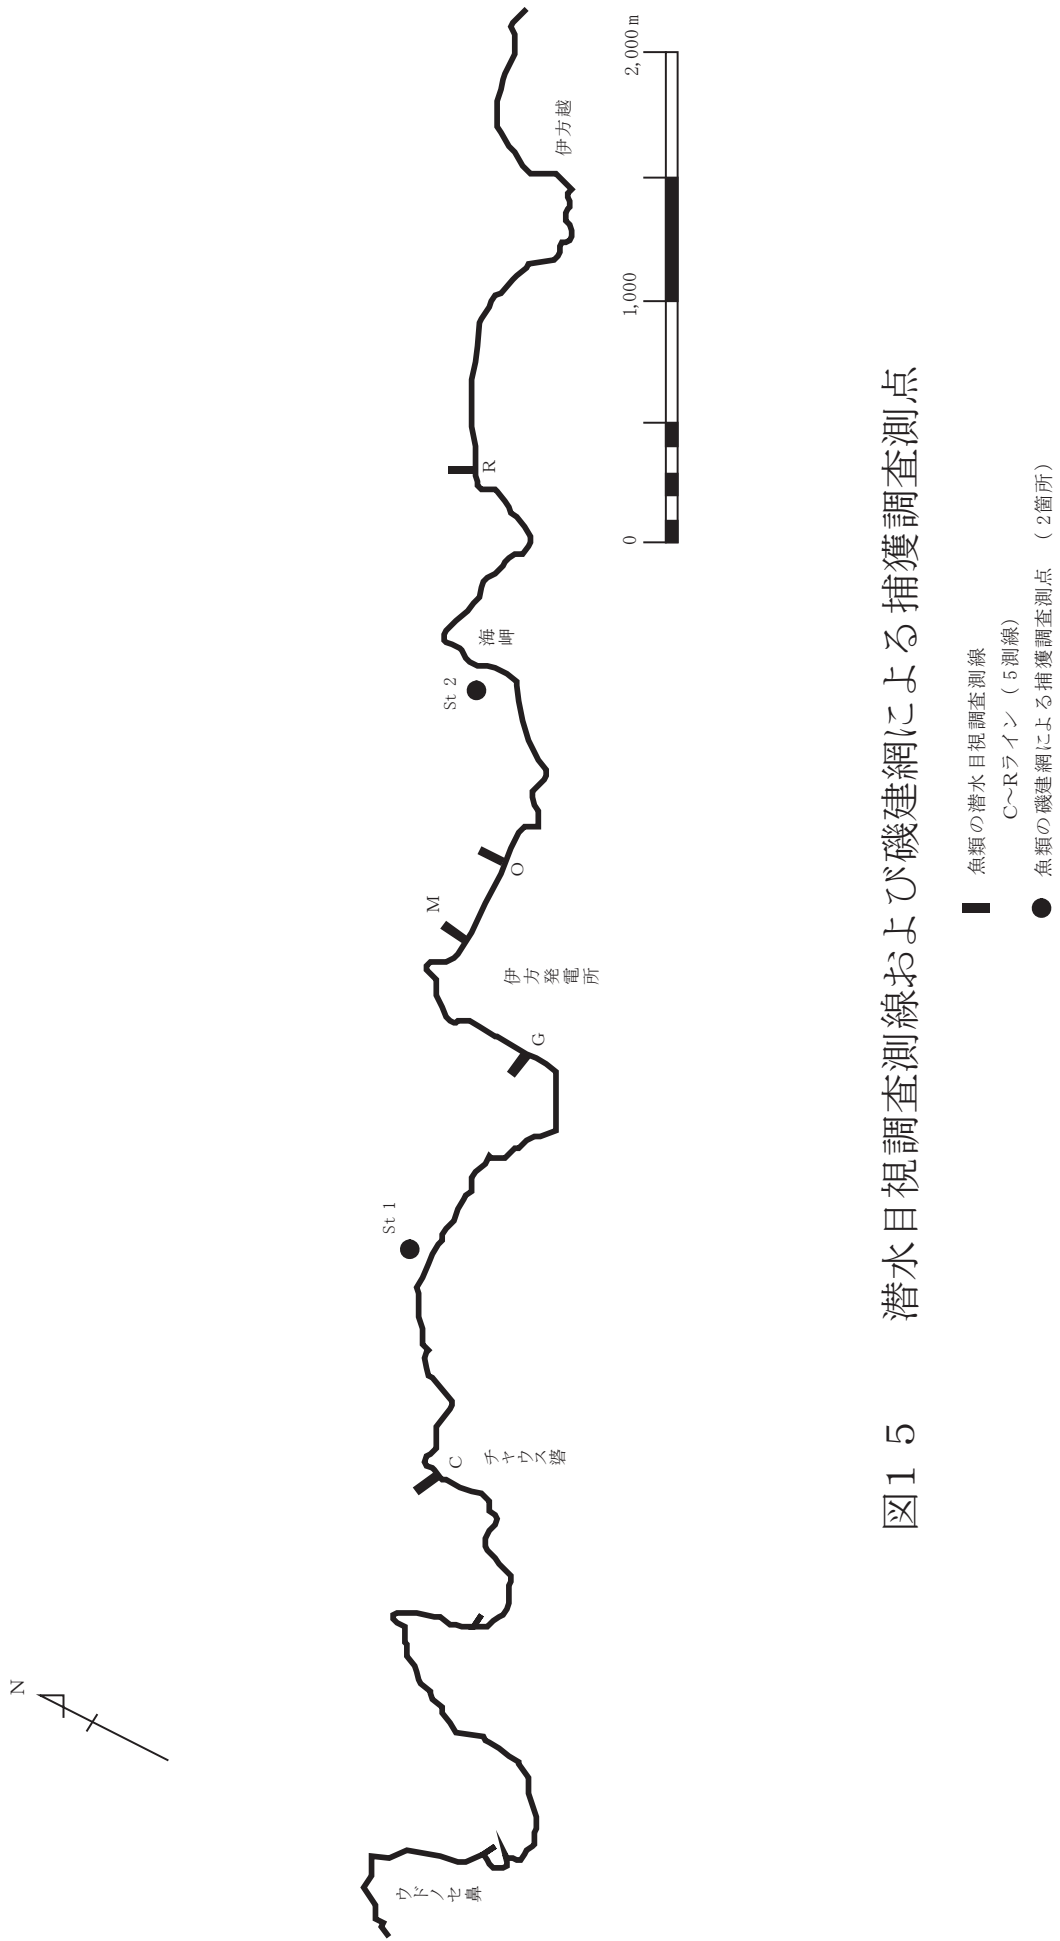 N
St 1
St 2
M
C
R
O
G
ウドノセ鼻
チャウス碆
伊方発電所
海岬
伊方越
0
1,000
2,000 m
図15　潜水目視調査測線および磯建網による捕獲調査測点
魚類の潜水目視調査測線
C～Rライン（5測線）
魚類の磯建網による捕獲調査測点　（2箇所）